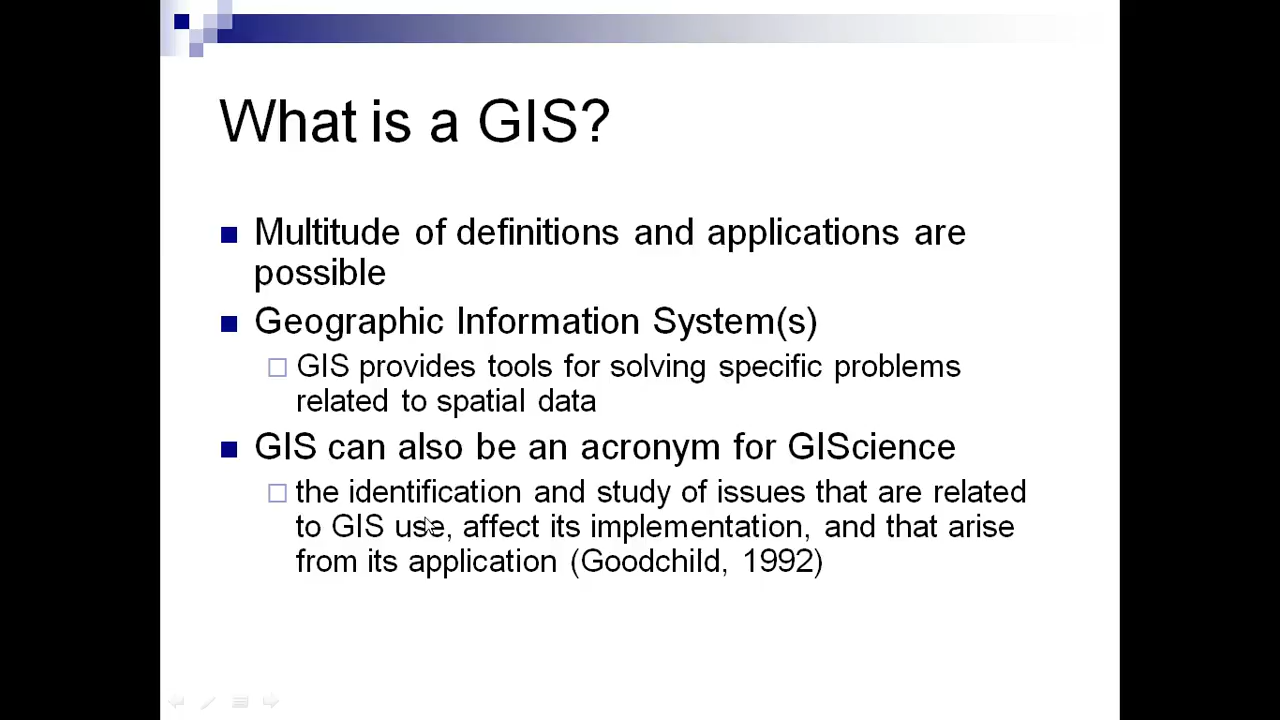 What is a GIS?
Multitude of definitions and applications are
possible
Geographic Information System(s)
GIS provides tools for solving specific problems
related to spatial data
GIS can also be an acronym for GIScience
the identification and study of issues that are related
to GIS use, affect its implementation, and that arise
from its application (Goodchild, 1992)